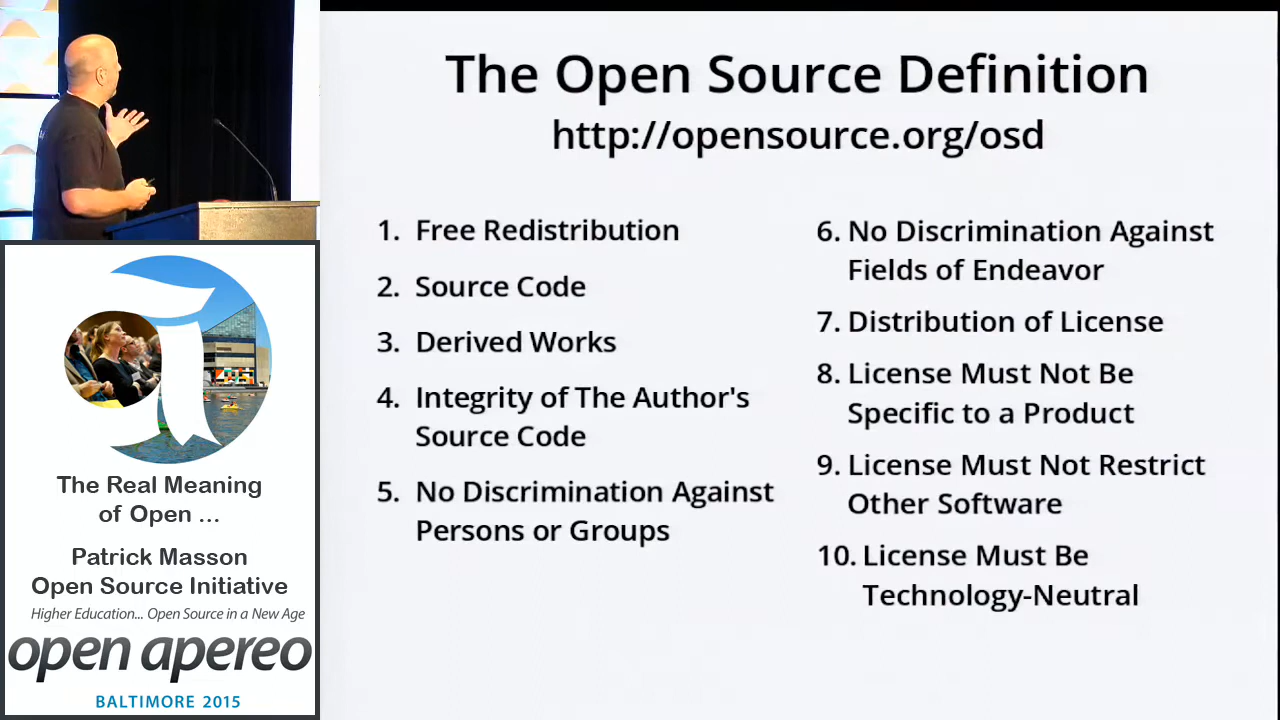 The Open Source Definition
http://opensource.org/osd
1. Free Redistribution
2. Source Code
3. Derived Works
4. Integrity of The Author's
Source Code
5. No Discrimination Against
Persons or Groups
6. No Discrimination Against
Fields of Endeavor
7. Distribution of License
8. License Must Not Be
Specific to a Product
9. License Must Not Restrict
Other Software
10. License Must Be
Technology-Neutral
The Real Meaning
of Open ...
Patrick Masson
Open Source Initiative
Higher Education... Open Source in a New Age
open apereo
BALTIMORE 2015